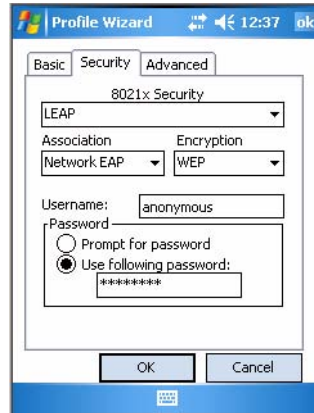 Profile Wizard 12:37 ok
Basic Security Advanced
8021x Security
LEAP
Association Encryption
Network EAP WEP
Username: anonymous
Password
Prompt for password
Use following password:
********
OK Cancel